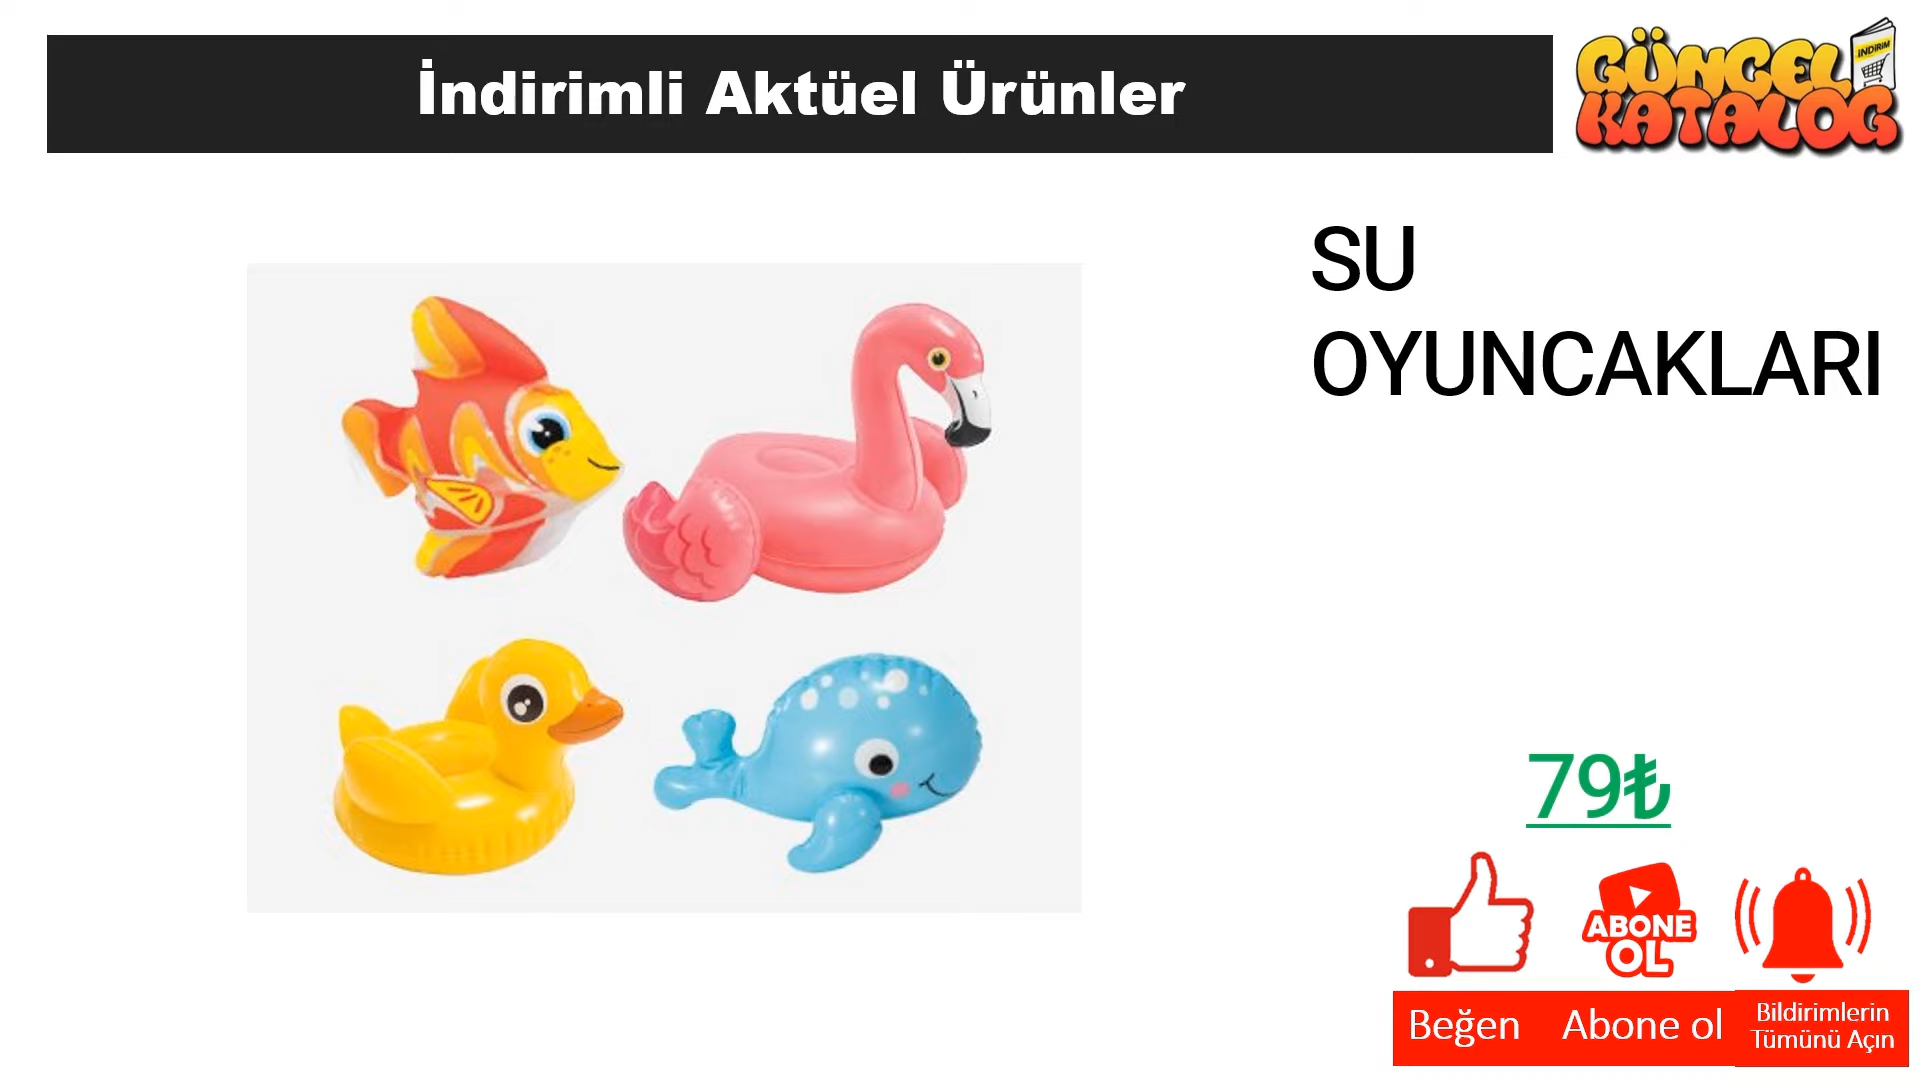 İndirimli Aktüel Ürünler
GÜNCEL
İNDİRİM
KATALOG
SU
OYUNCAKLARI
79₺
ABONE
OL
Beğen
Abone ol
Bildirimlerin
Tümünü Açın